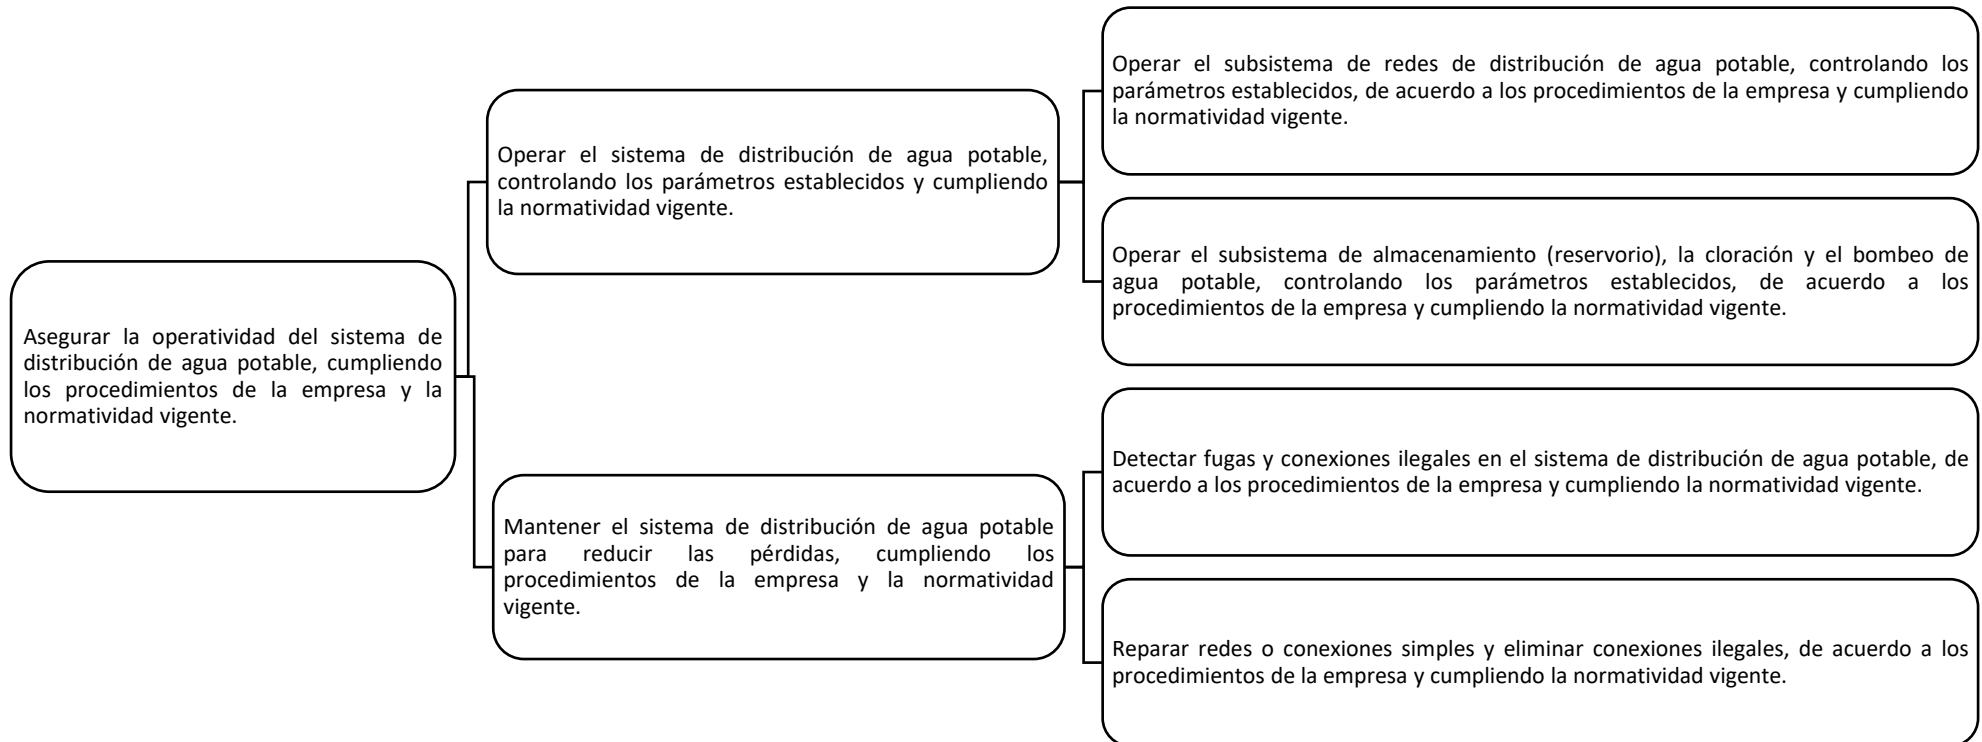 Asegurar la operatividad del sistema de
distribución de agua potable, cumpliendo
los procedimientos de la empresa y la
normatividad vigente.
Operar el sistema de distribución de agua potable,
controlando los parámetros establecidos y cumpliendo
la normatividad vigente.
Operar el subsistema de redes de distribución de agua potable, controlando los
parámetros establecidos, de acuerdo a los procedimientos de la empresa y cumpliendo
la normatividad vigente.
Operar el subsistema de almacenamiento (reservorio), la cloración y el bombeo de
agua potable, controlando los parámetros establecidos, de acuerdo a los
procedimientos de la empresa y cumpliendo la normatividad vigente.
Mantener el sistema de distribución de agua potable
para reducir las pérdidas, cumpliendo los
procedimientos de la empresa y la normatividad
vigente.
Detectar fugas y conexiones ilegales en el sistema de distribución de agua potable, de
acuerdo a los procedimientos de la empresa y cumpliendo la normatividad vigente.
Reparar redes o conexiones simples y eliminar conexiones ilegales, de acuerdo a los
procedimientos de la empresa y cumpliendo la normatividad vigente.